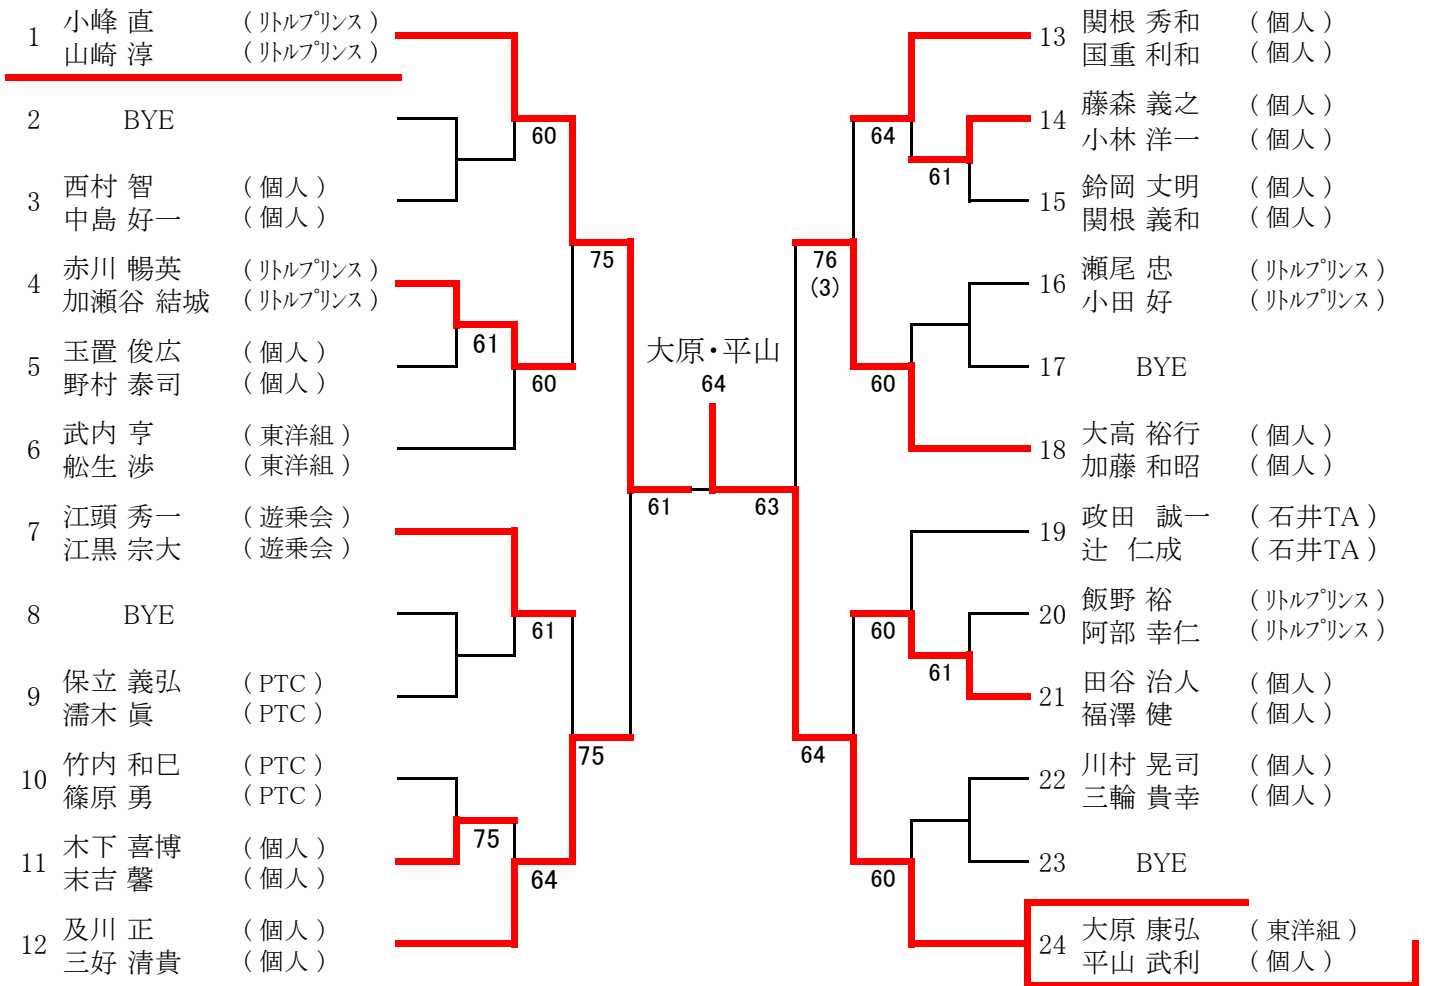 1 小峰 直 (リトルプリンス)
山崎 淳 (リトルプリンス)
2 BYE
3 西村 智 (個人)
中島 好一 (個人)
4 赤川 暢英 (リトルプリンス)
加瀬谷 結城 (リトルプリンス)
5 玉置 俊広 (個人)
野村 泰司 (個人)
6 武内 亨 (東洋組)
舩生 渉 (東洋組)
7 江頭 秀一 (遊乗会)
江黒 宗大 (遊乗会)
8 BYE
9 保立 義弘 (PTC)
濡木 眞 (PTC)
10 竹内 和巳 (PTC)
篠原 勇 (PTC)
11 木下 喜博 (個人)
末吉 馨 (個人)
12 及川 正 (個人)
三好 清貴 (個人)
60
61
60
75
61
75
64
75
61
大原・平山
64
63
64
61
76
(3)
60
60
61
64
60
13 関根 秀和 (個人)
国重 利和 (個人)
14 藤森 義之 (個人)
小林 洋一 (個人)
15 鈴岡 丈明 (個人)
関根 義和 (個人)
16 瀬尾 忠 (リトルプリンス)
小田 好 (リトルプリンス)
17 BYE
18 大高 裕行 (個人)
加藤 和昭 (個人)
19 政田 誠一 (石井TA)
辻 仁成 (石井TA)
20 飯野 裕 (リトルプリンス)
阿部 幸仁 (リトルプリンス)
21 田谷 治人 (個人)
福澤 健 (個人)
22 川村 晃司 (個人)
三輪 貴幸 (個人)
23 BYE
24 大原 康弘 (東洋組)
平山 武利 (個人)